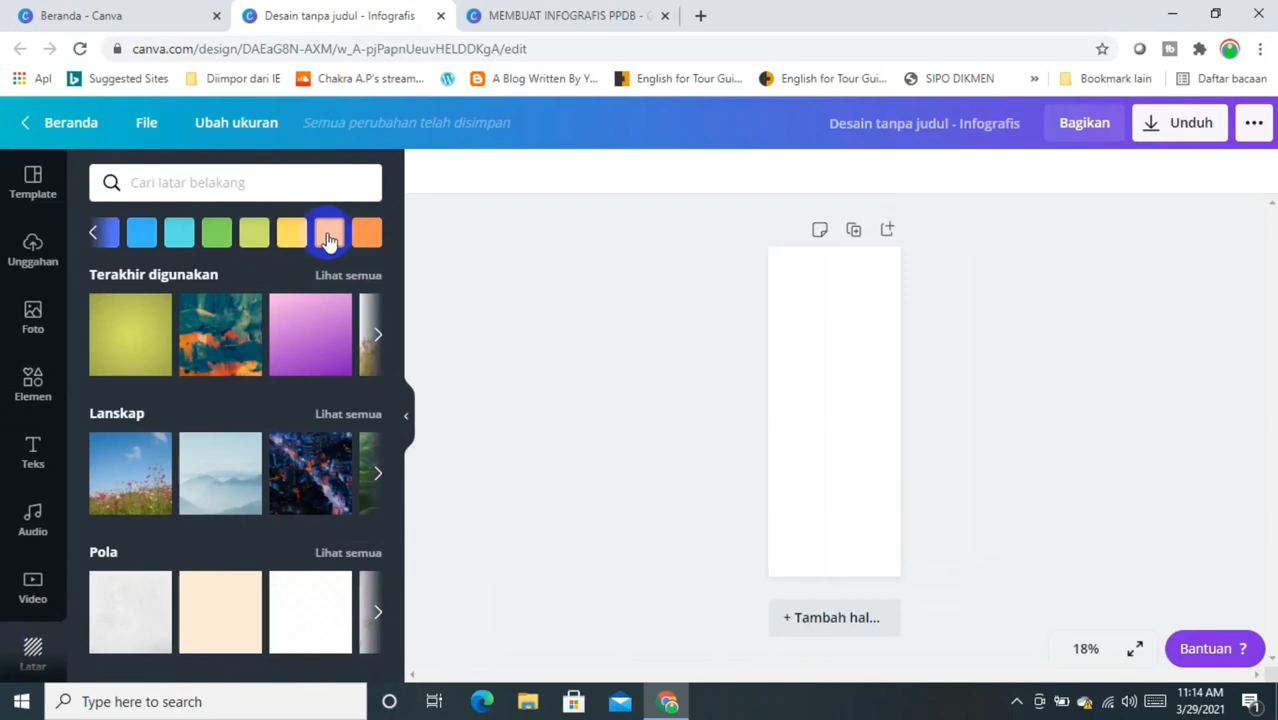 Beranda - Canva
Desain tanpa judul - Infografis
MEMBUAT INFOGRAFIS PPDB - G
canva.com/design/DAEaG8N-AXM/w_A-pjPapnUeuvHELDDKgA/edit
Apl
Suggested Sites
Diimpor dari IE
Chakra A.P's stream...
A Blog Written By Y...
English for Tour Gui...
English for Tour Gui...
SIPO DIKMEN
»
Bookmark lain
Daftar bacaan
Beranda
File
Ubah ukuran
Semua perubahan telah disimpan
Desain tanpa judul - Infografis
Bagikan
Unduh
Template
Unggahan
Foto
Elemen
Teks
Audio
Video
Latar
Cari latar belakang
Terakhir digunakan
Lihat semua
Lanskap
Lihat semua
Pola
Lihat semua
+ Tambah hal...
18%
Bantuan ?
Type here to search
11:14 AM
3/29/2021
1